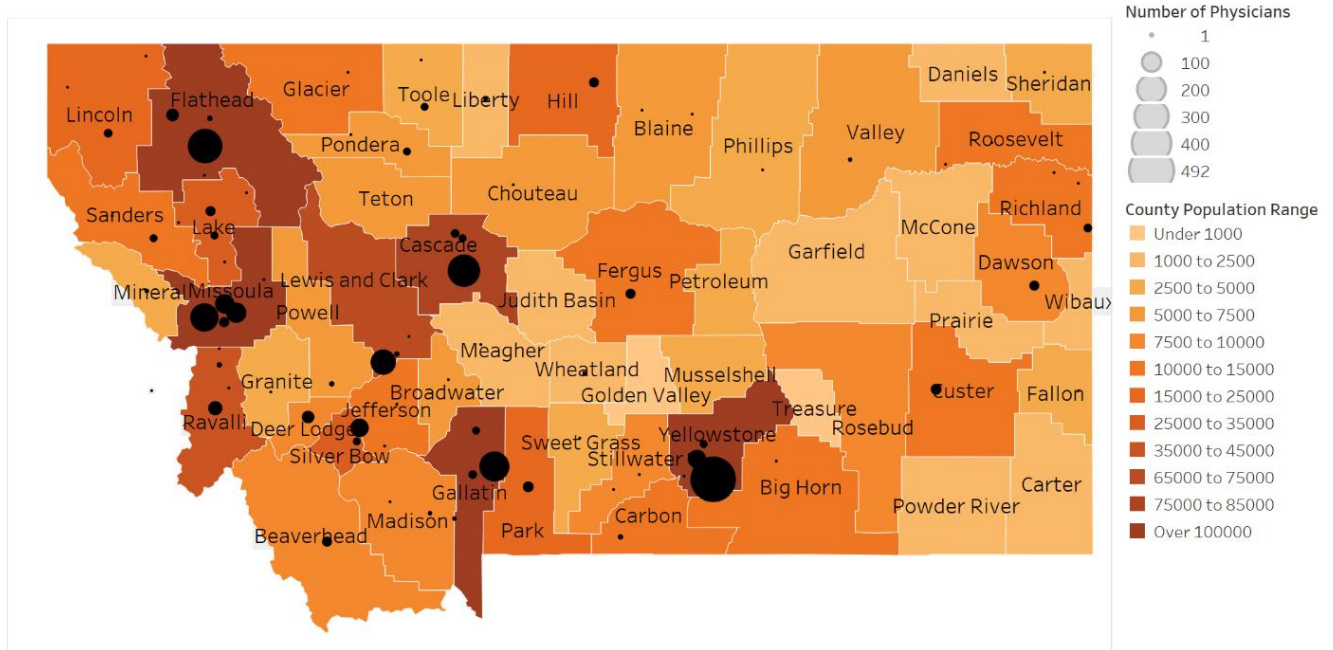 Number of Physicians
1
100
200
300
400
492
County Population Range
Under 1000
1000 to 2500
2500 to 5000
5000 to 7500
7500 to 10000
10000 to 15000
15000 to 25000
25000 to 35000
35000 to 45000
65000 to 75000
75000 to 85000
Over 100000
Daniels
Sheridan
Glacier
Toole
Liberty
Hill
Flathead
Lincoln
Blaine
Valley
Roosevelt
Pondera
Phillips
Teton
Chouteau
Richland
Sanders
Lake
McCone
Cascade
Garfield
Dawson
Fergus
Lewis and Clark
Petroleum
Mineral
Missoula
Judith Basin
Wibaux
Powell
Prairie
Meagher
Wheatland
Musselshell
Granite
Broadwater
Golden Valley
Fallon
Custer
Jefferson
Treasure
Ravalli
Deer Lodge
Rosebud
Yellowstone
Sweet Grass
Silver Bow
Stillwater
Carter
Gallatin
Big Horn
Powder River
Carbon
Madison
Park
Beaverhead